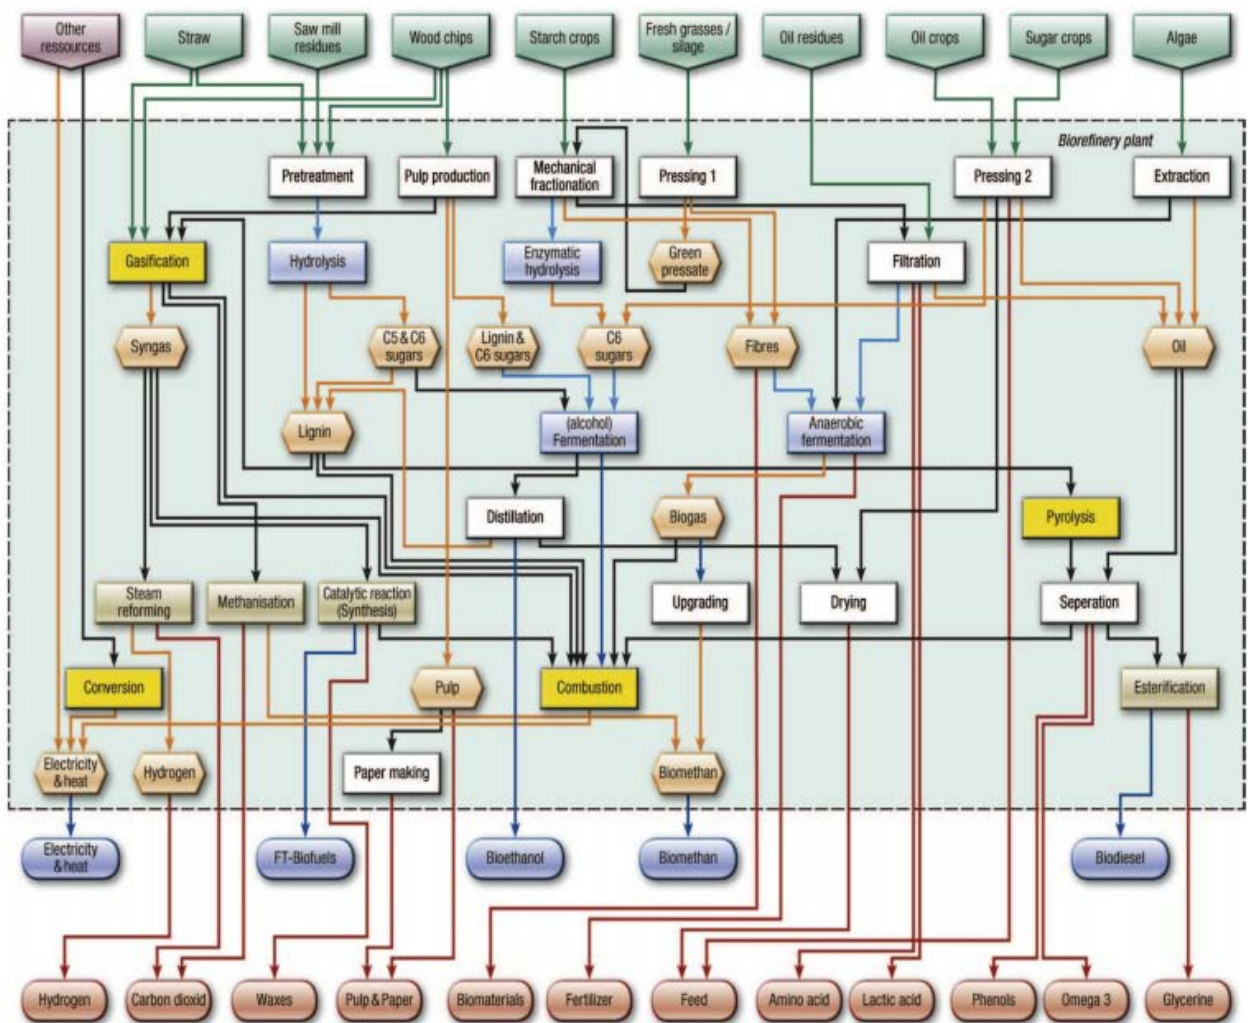 Other
ressources
Straw
Saw mill
residues
Wood chips
Starch crops
Fresh grasses /
silage
Oil residues
Oil crops
Sugar crops
Algae
Biorefinery plant
Pretreatment
Pulp production
Mechanical
fractionation
Pressing 1
Pressing 2
Extraction
Gasification
Hydrolysis
Enzymatic
hydrolysis
Green
pressate
Filtration
Syngas
C5 & C6
sugars
Lignin &
C6 sugars
C6
sugars
Fibres
Oil
Lignin
(alcohol)
Fermentation
Anaerobic
fermentation
Distillation
Biogas
Pyrolysis
Steam
reforming
Methanisation
Catalytic reaction
(Synthesis)
Upgrading
Drying
Seperation
Conversion
Pulp
Combustion
Esterification
Electricity
& heat
Hydrogen
Paper making
Biomethan
Electricity
& heat
FT-Biofuels
Bioethanol
Biomethan
Biodiesel
Hydrogen
Carbon dioxid
Waxes
Pulp & Paper
Biomaterials
Fertilizer
Feed
Amino acid
Lactic acid
Phenols
Omega 3
Glycerine